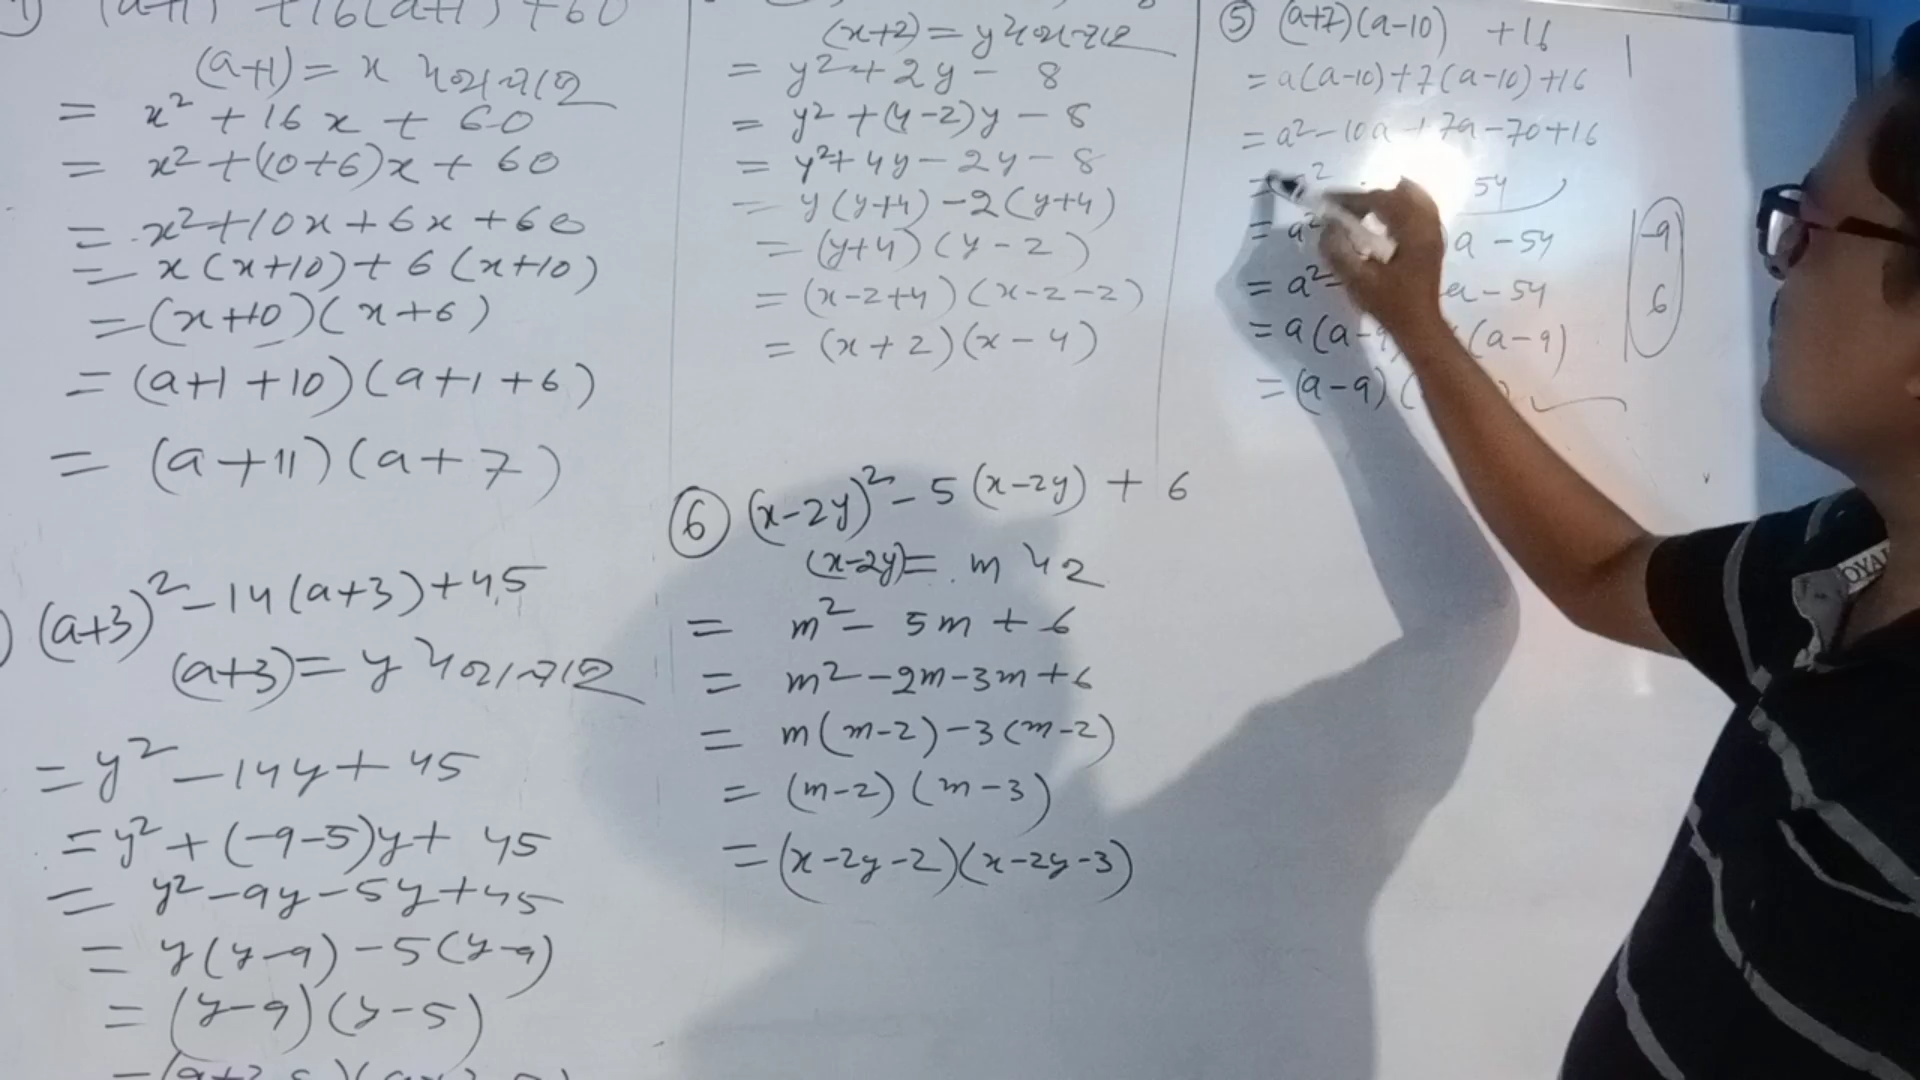 (a+1)² +16(a+1) +60
(a+1) = x
= x² + 16x + 60
= x² +(10+6)x + 60
= x²+10x+6x+60
= x(x+10)+6(x+10)
=(x+10)(x+6)
= (a+1+10)(a+1+6)
= (a+11)(a+7)
(a+3)²-14(a+3)+45
(a+3)= y
= y² -14y+45
= y²+(-9-5)y+ 45
= y²-9y-5y+45
= y(y-9)-5(y-9)
= (y-9)(y-5)
(x+2)= y
= y²+2y- 8
= y²+(4-2)y-8
= y²+4y-2y-8
= y(y+4)-2(y+4)
= (y+4)(y-2)
= (x-2+4)(x-2-2)
= (x+2)(x-4)
⑥ (x-2y)²-5(x-2y)+6
(x-2y)= m
= m²- 5m+6
= m²-2m-3m+6
= m(m-2)-3(m-2)
= (m-2)(m-3)
=(x-2y-2)(x-2y-3)
⑤ (a+7)(a-10) +16
= a(a-10)+7(a-10)+16
= a²-10a+7a-70+16
= a² 54
= a² a-54
= a²- a-54
= a(a-9) (a-9)
= (a-9)(
-9
6